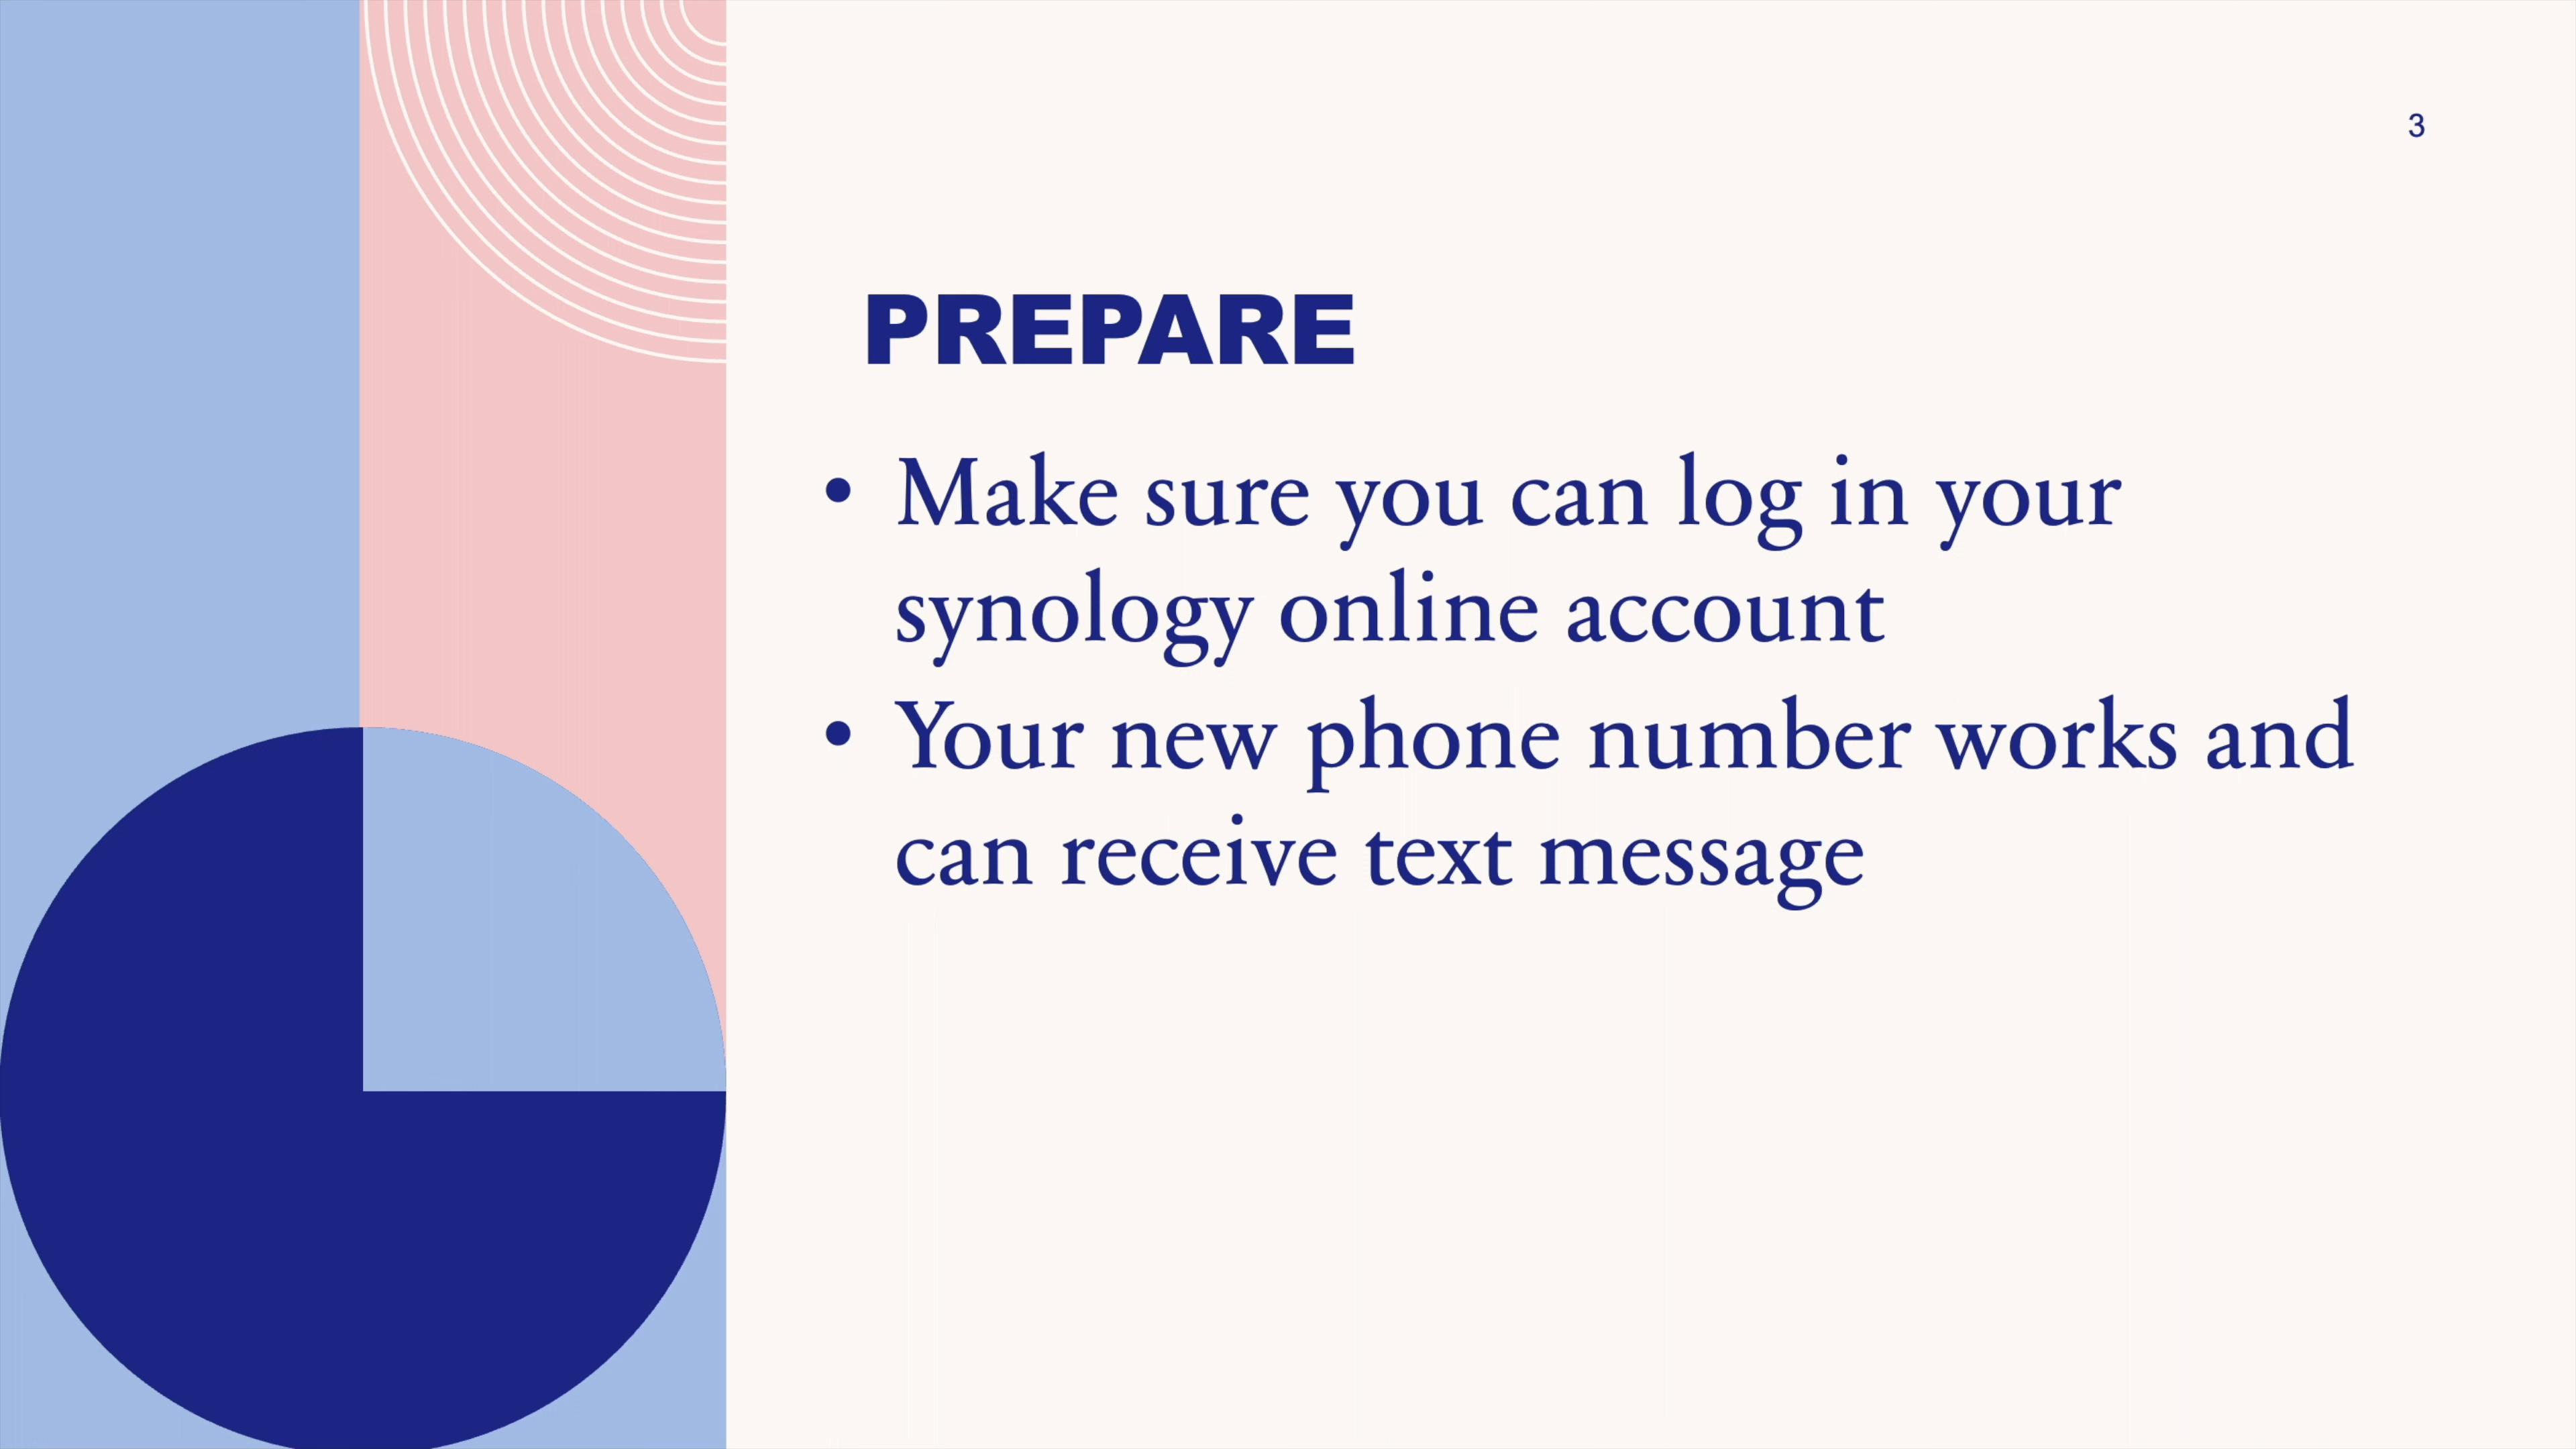 3
PREPARE
• Make sure you can log in your
synology online account
• Your new phone number works and
can receive text message